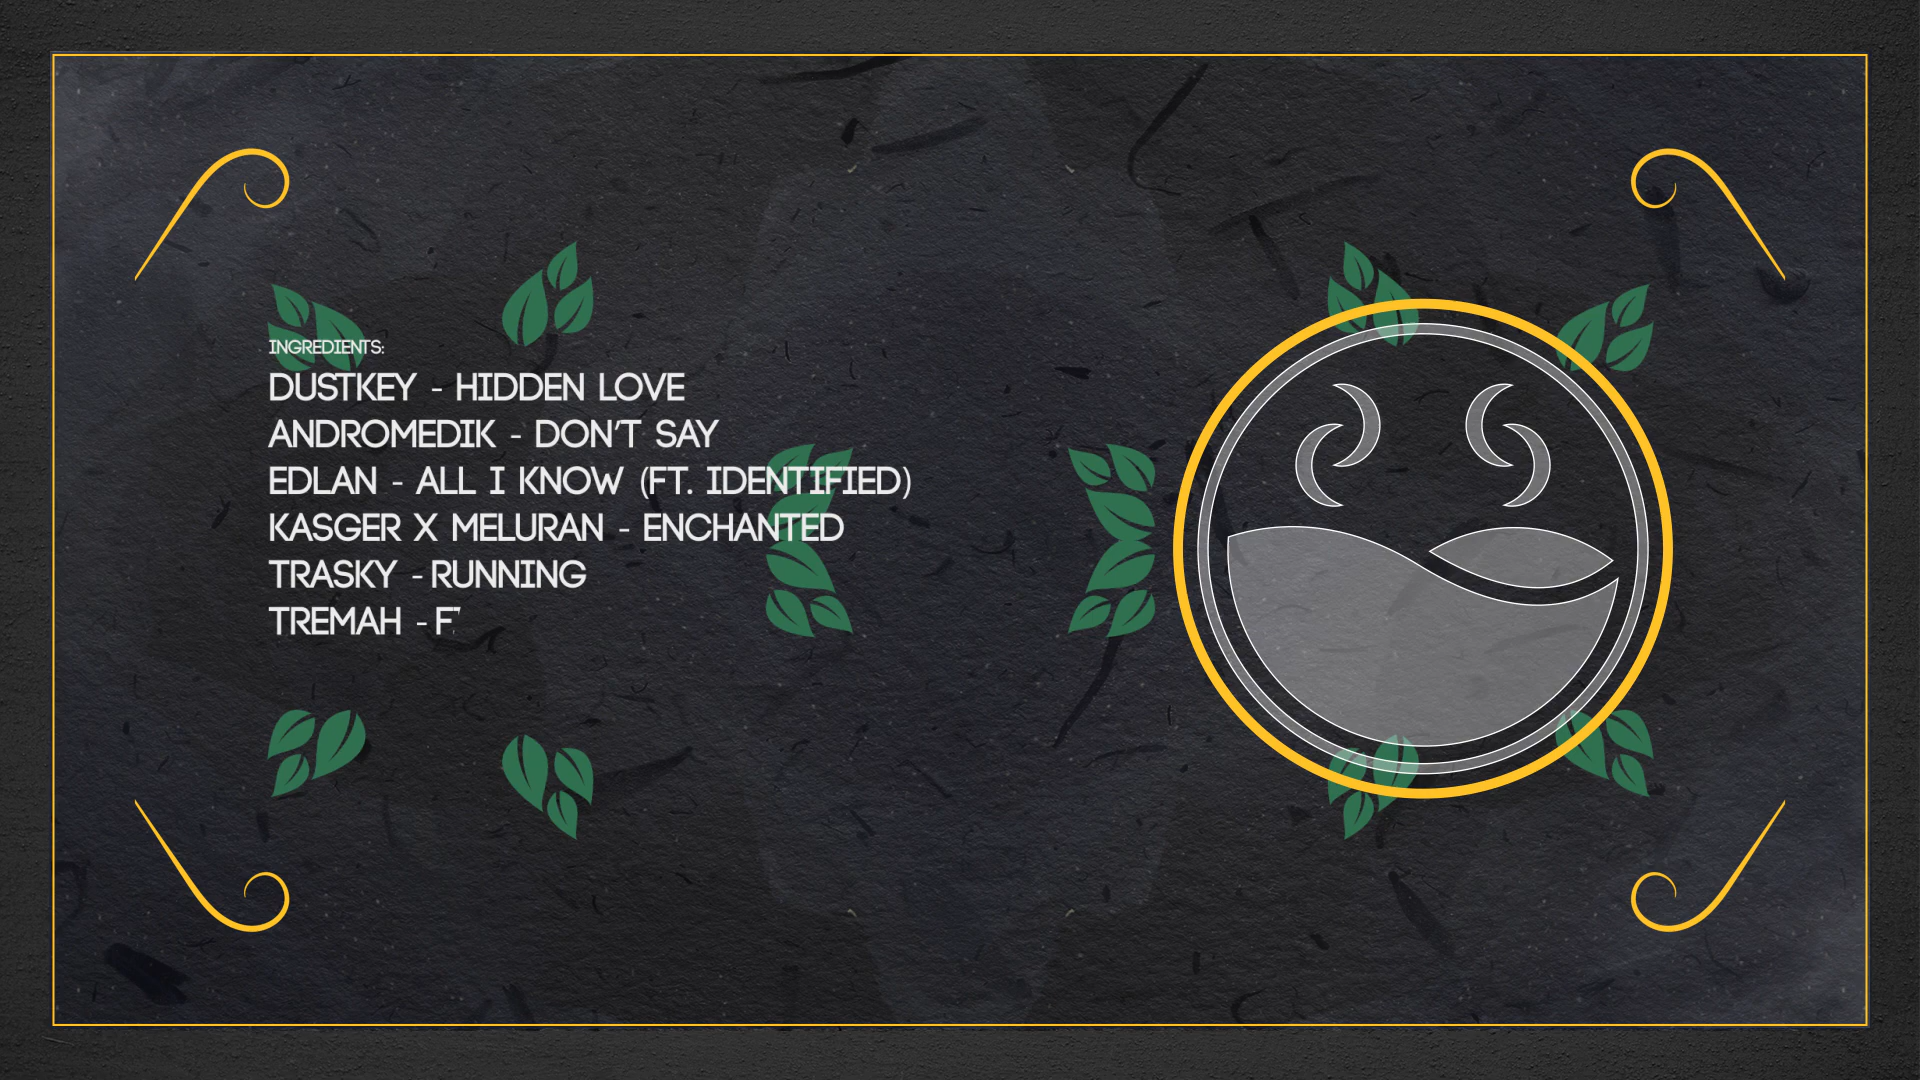 INGREDIENTS:
DUSTKEY - HIDDEN LOVE
ANDROMEDIK - DON'T SAY
EDLAN - ALL I KNOW (FT. IDENTIFIED)
KASGER X MELURAN - ENCHANTED
TRASKY - RUNNING
TREMAH -